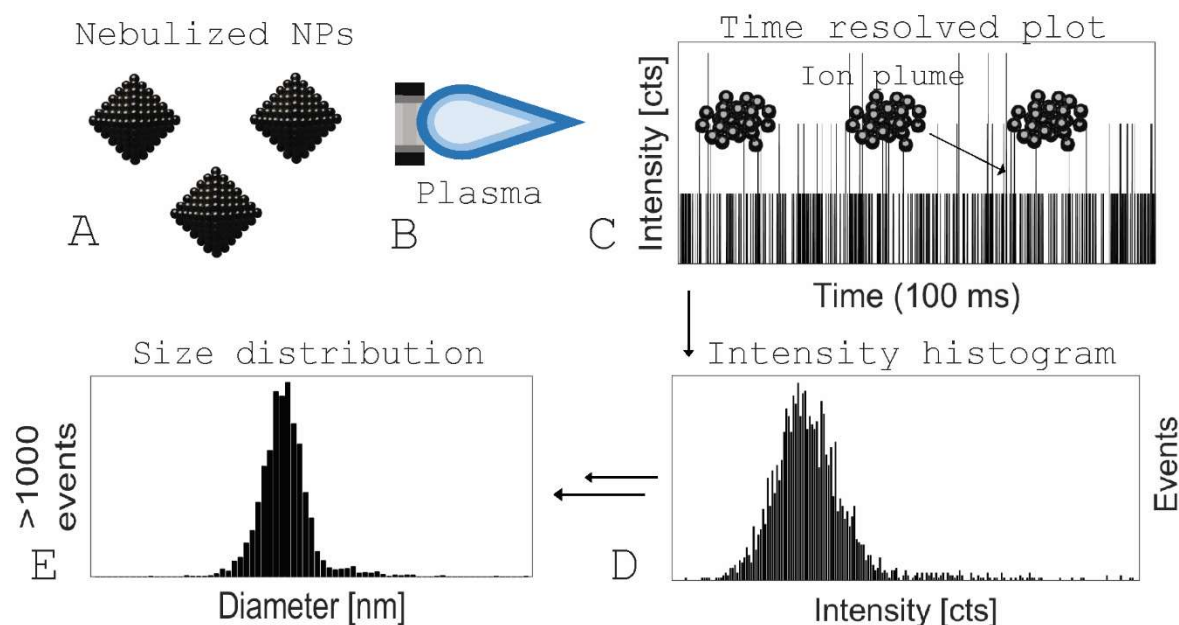 Nebulized NPs
A
Plasma
B
Time resolved plot
Ion plume
Intensity [cts]
C
Time (100 ms)
Intensity histogram
Events
D
Intensity [cts]
Size distribution
>1000
events
E
Diameter [nm]